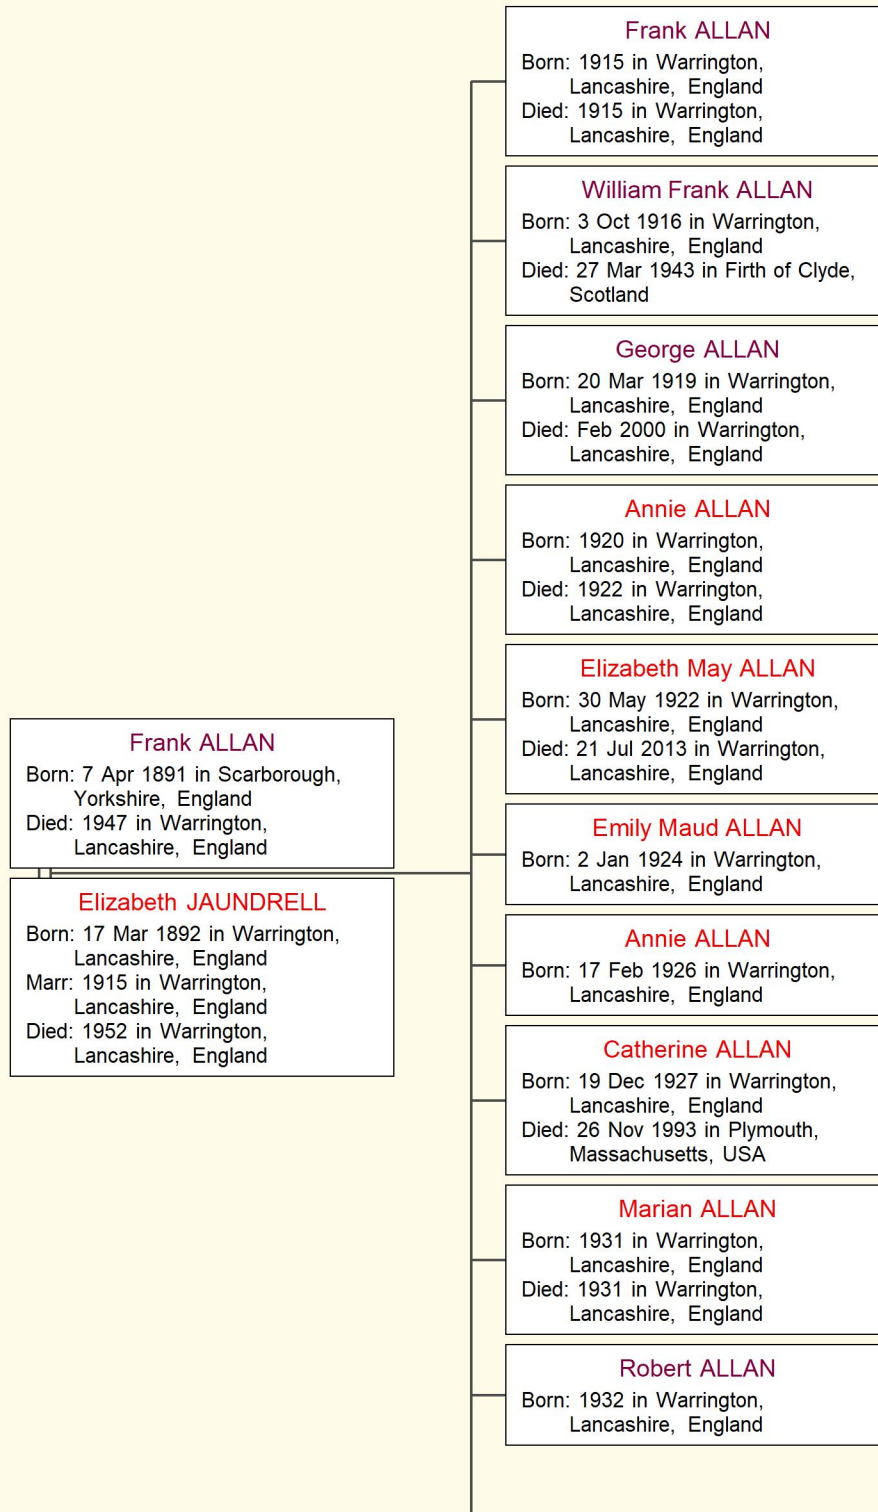 Frank ALLAN
Born: 7 Apr 1891 in Scarborough,
Yorkshire, England
Died: 1947 in Warrington,
Lancashire, England
Elizabeth JAUNDRELL
Born: 17 Mar 1892 in Warrington,
Lancashire, England
Marr: 1915 in Warrington,
Lancashire, England
Died: 1952 in Warrington,
Lancashire, England
Frank ALLAN
Born: 1915 in Warrington,
Lancashire, England
Died: 1915 in Warrington,
Lancashire, England
William Frank ALLAN
Born: 3 Oct 1916 in Warrington,
Lancashire, England
Died: 27 Mar 1943 in Firth of Clyde,
Scotland
George ALLAN
Born: 20 Mar 1919 in Warrington,
Lancashire, England
Died: Feb 2000 in Warrington,
Lancashire, England
Annie ALLAN
Born: 1920 in Warrington,
Lancashire, England
Died: 1922 in Warrington,
Lancashire, England
Elizabeth May ALLAN
Born: 30 May 1922 in Warrington,
Lancashire, England
Died: 21 Jul 2013 in Warrington,
Lancashire, England
Emily Maud ALLAN
Born: 2 Jan 1924 in Warrington,
Lancashire, England
Annie ALLAN
Born: 17 Feb 1926 in Warrington,
Lancashire, England
Catherine ALLAN
Born: 19 Dec 1927 in Warrington,
Lancashire, England
Died: 26 Nov 1993 in Plymouth,
Massachusetts, USA
Marian ALLAN
Born: 1931 in Warrington,
Lancashire, England
Died: 1931 in Warrington,
Lancashire, England
Robert ALLAN
Born: 1932 in Warrington,
Lancashire, England